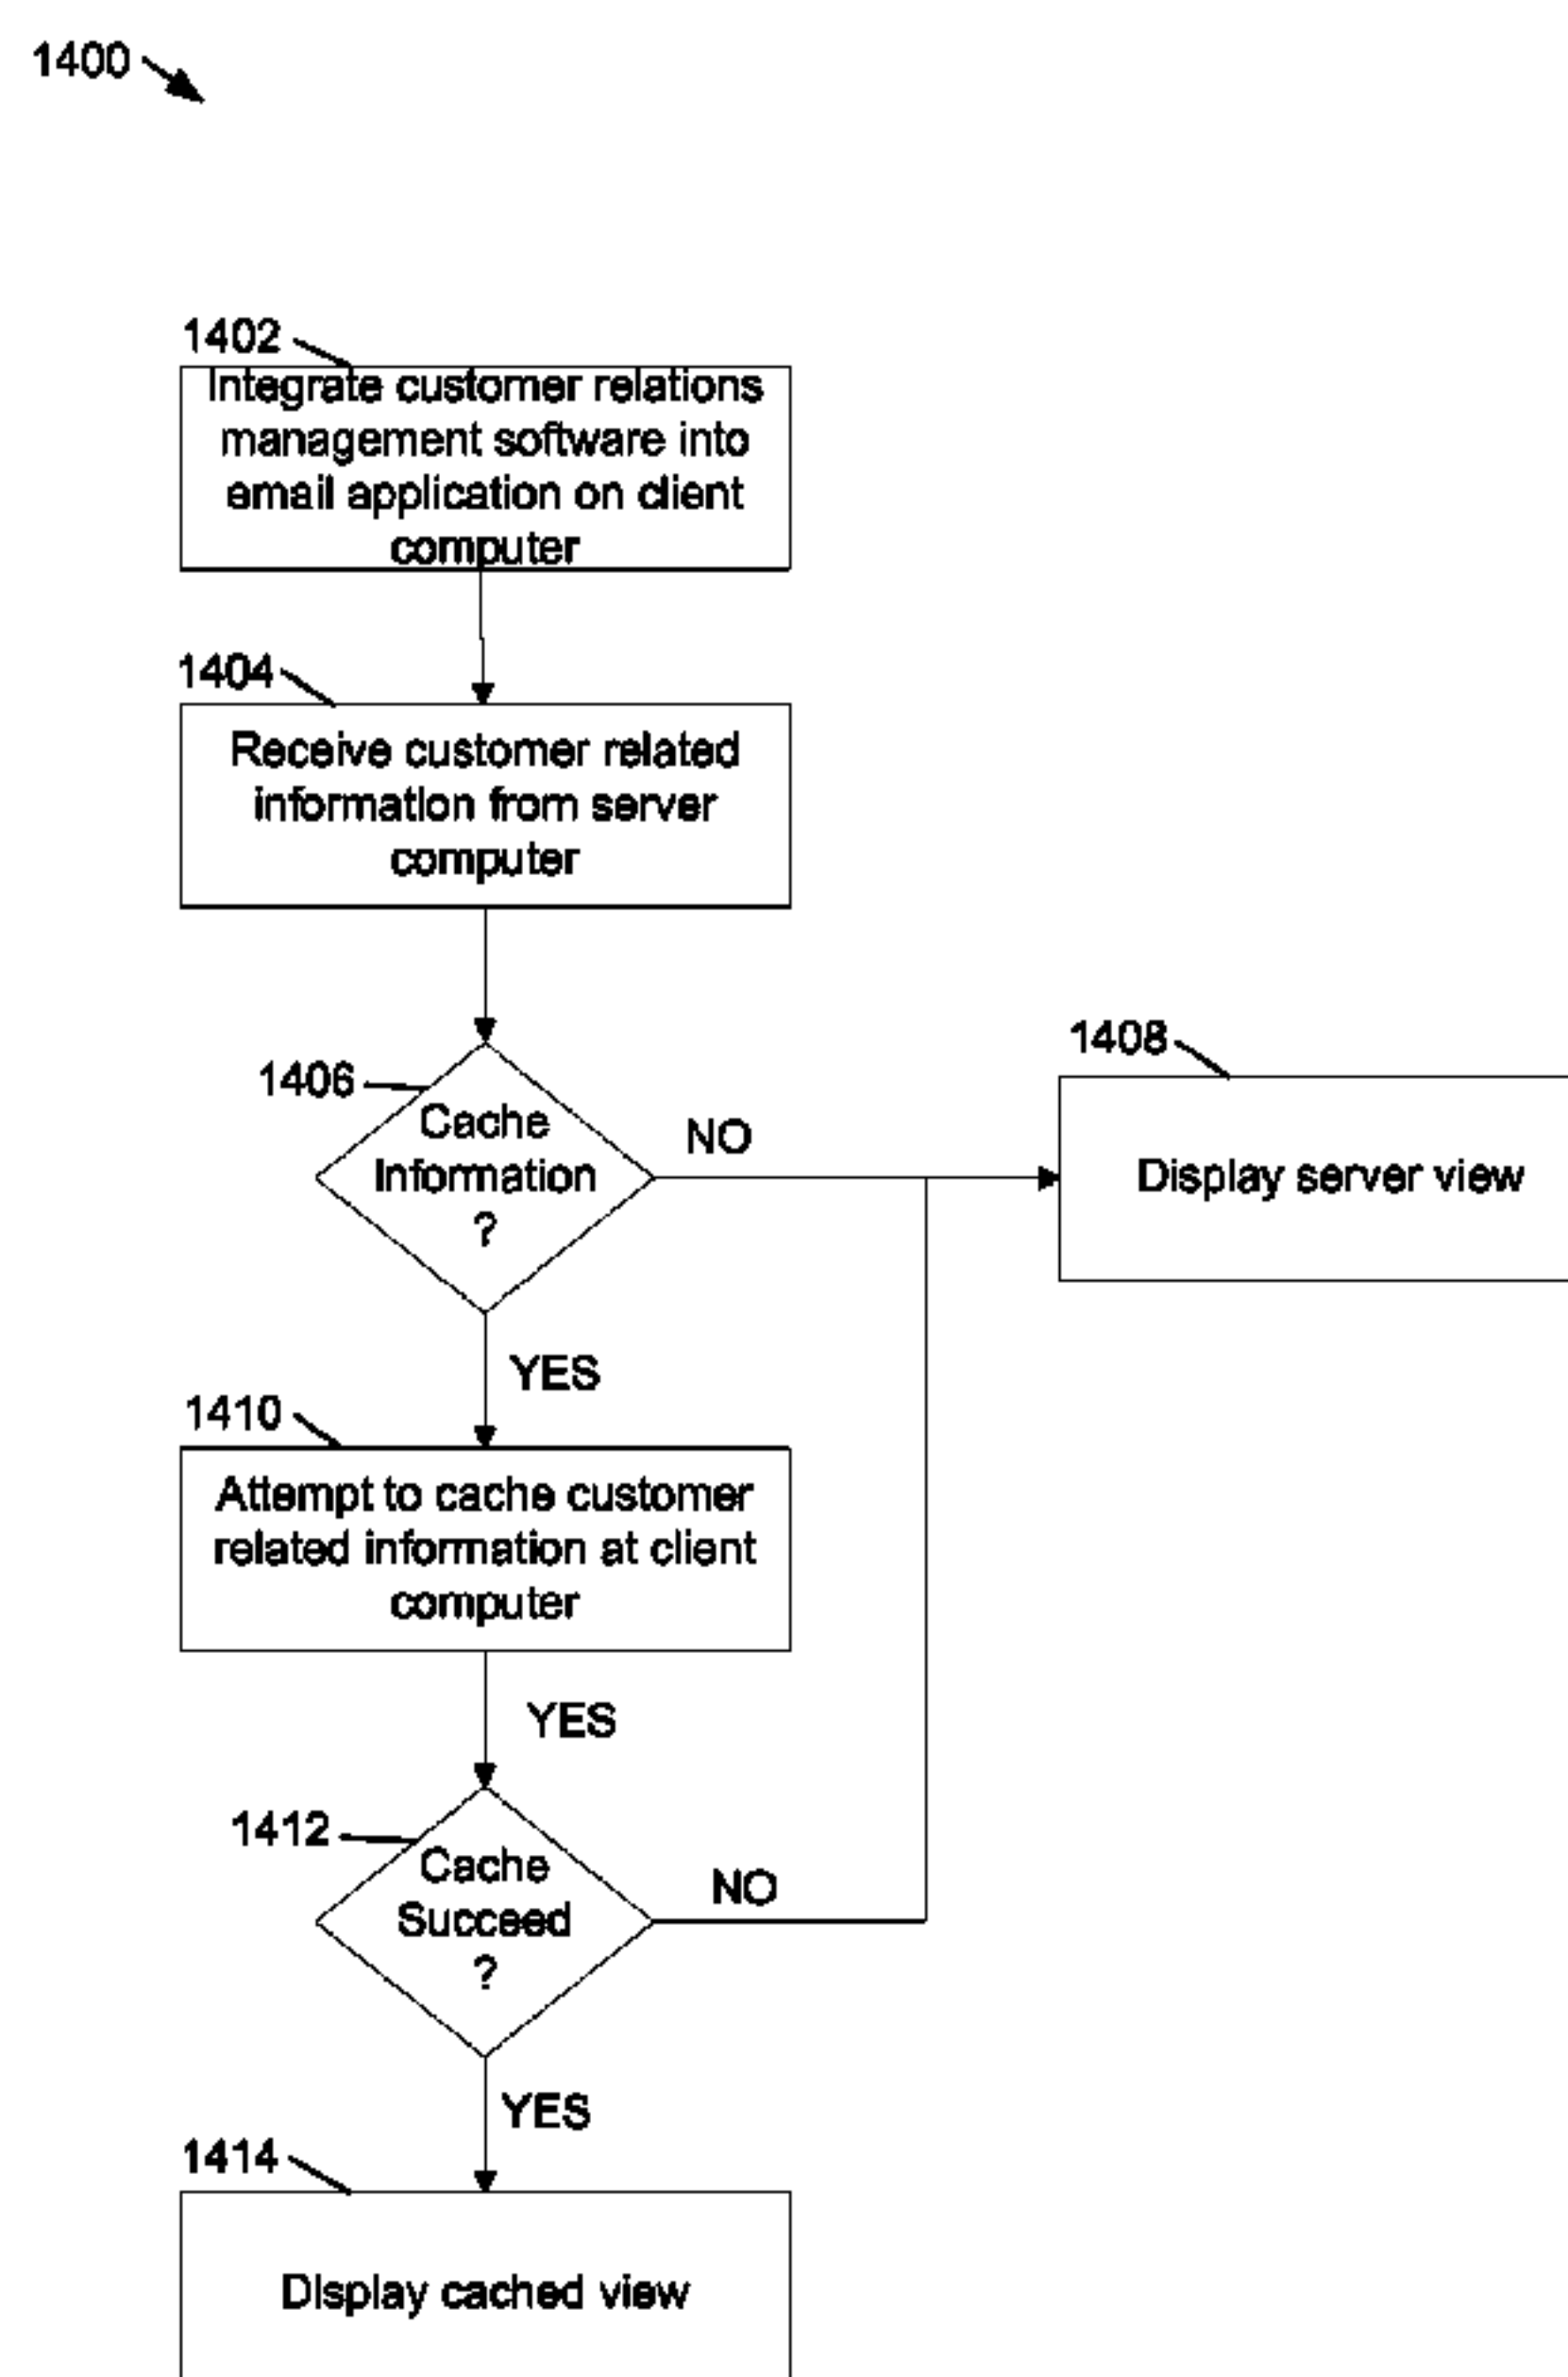 1400
1402
Integrate customer relations
management software into
email application on client
computer
1404
Receive customer related
information from server
computer
1406
Cache
Information
?
NO
1408
Display server view
YES
1410
Attempt to cache customer
related information at client
computer
YES
1412
Cache
Succeed
?
NO
YES
1414
Display cached view